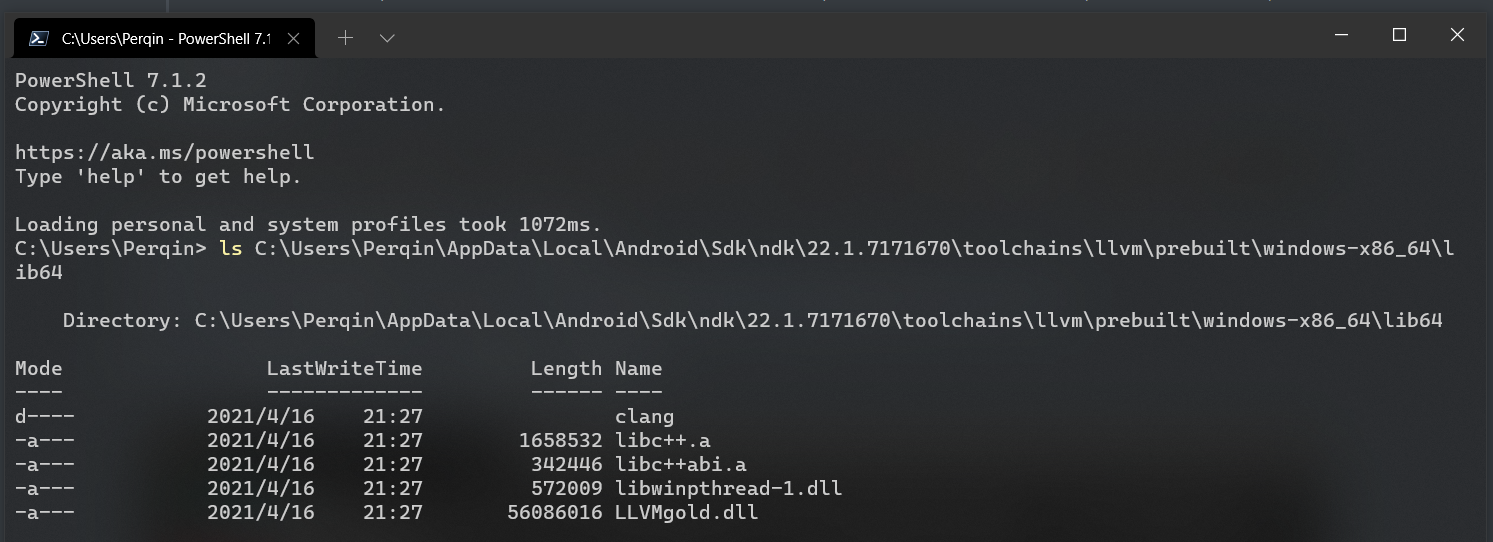 C:\Users\Perqin - PowerShell 7.1
PowerShell 7.1.2
Copyright (c) Microsoft Corporation.
https://aka.ms/powershell
Type 'help' to get help.
Loading personal and system profiles took 1072ms.
C:\Users\Perqin> ls C:\Users\Perqin\AppData\Local\Android\Sdk\ndk\22.1.7171670\toolchains\llvm\prebuilt\windows-x86_64\l
ib64
Directory: C:\Users\Perqin\AppData\Local\Android\Sdk\ndk\22.1.7171670\toolchains\llvm\prebuilt\windows-x86_64\lib64
Mode LastWriteTime Length Name
---- ------------- ------ ----
d---- 2021/4/16 21:27 clang
-a--- 2021/4/16 21:27 1658532 libc++.a
-a--- 2021/4/16 21:27 342446 libc++abi.a
-a--- 2021/4/16 21:27 572009 libwinpthread-1.dll
-a--- 2021/4/16 21:27 56086016 LLVMgold.dll